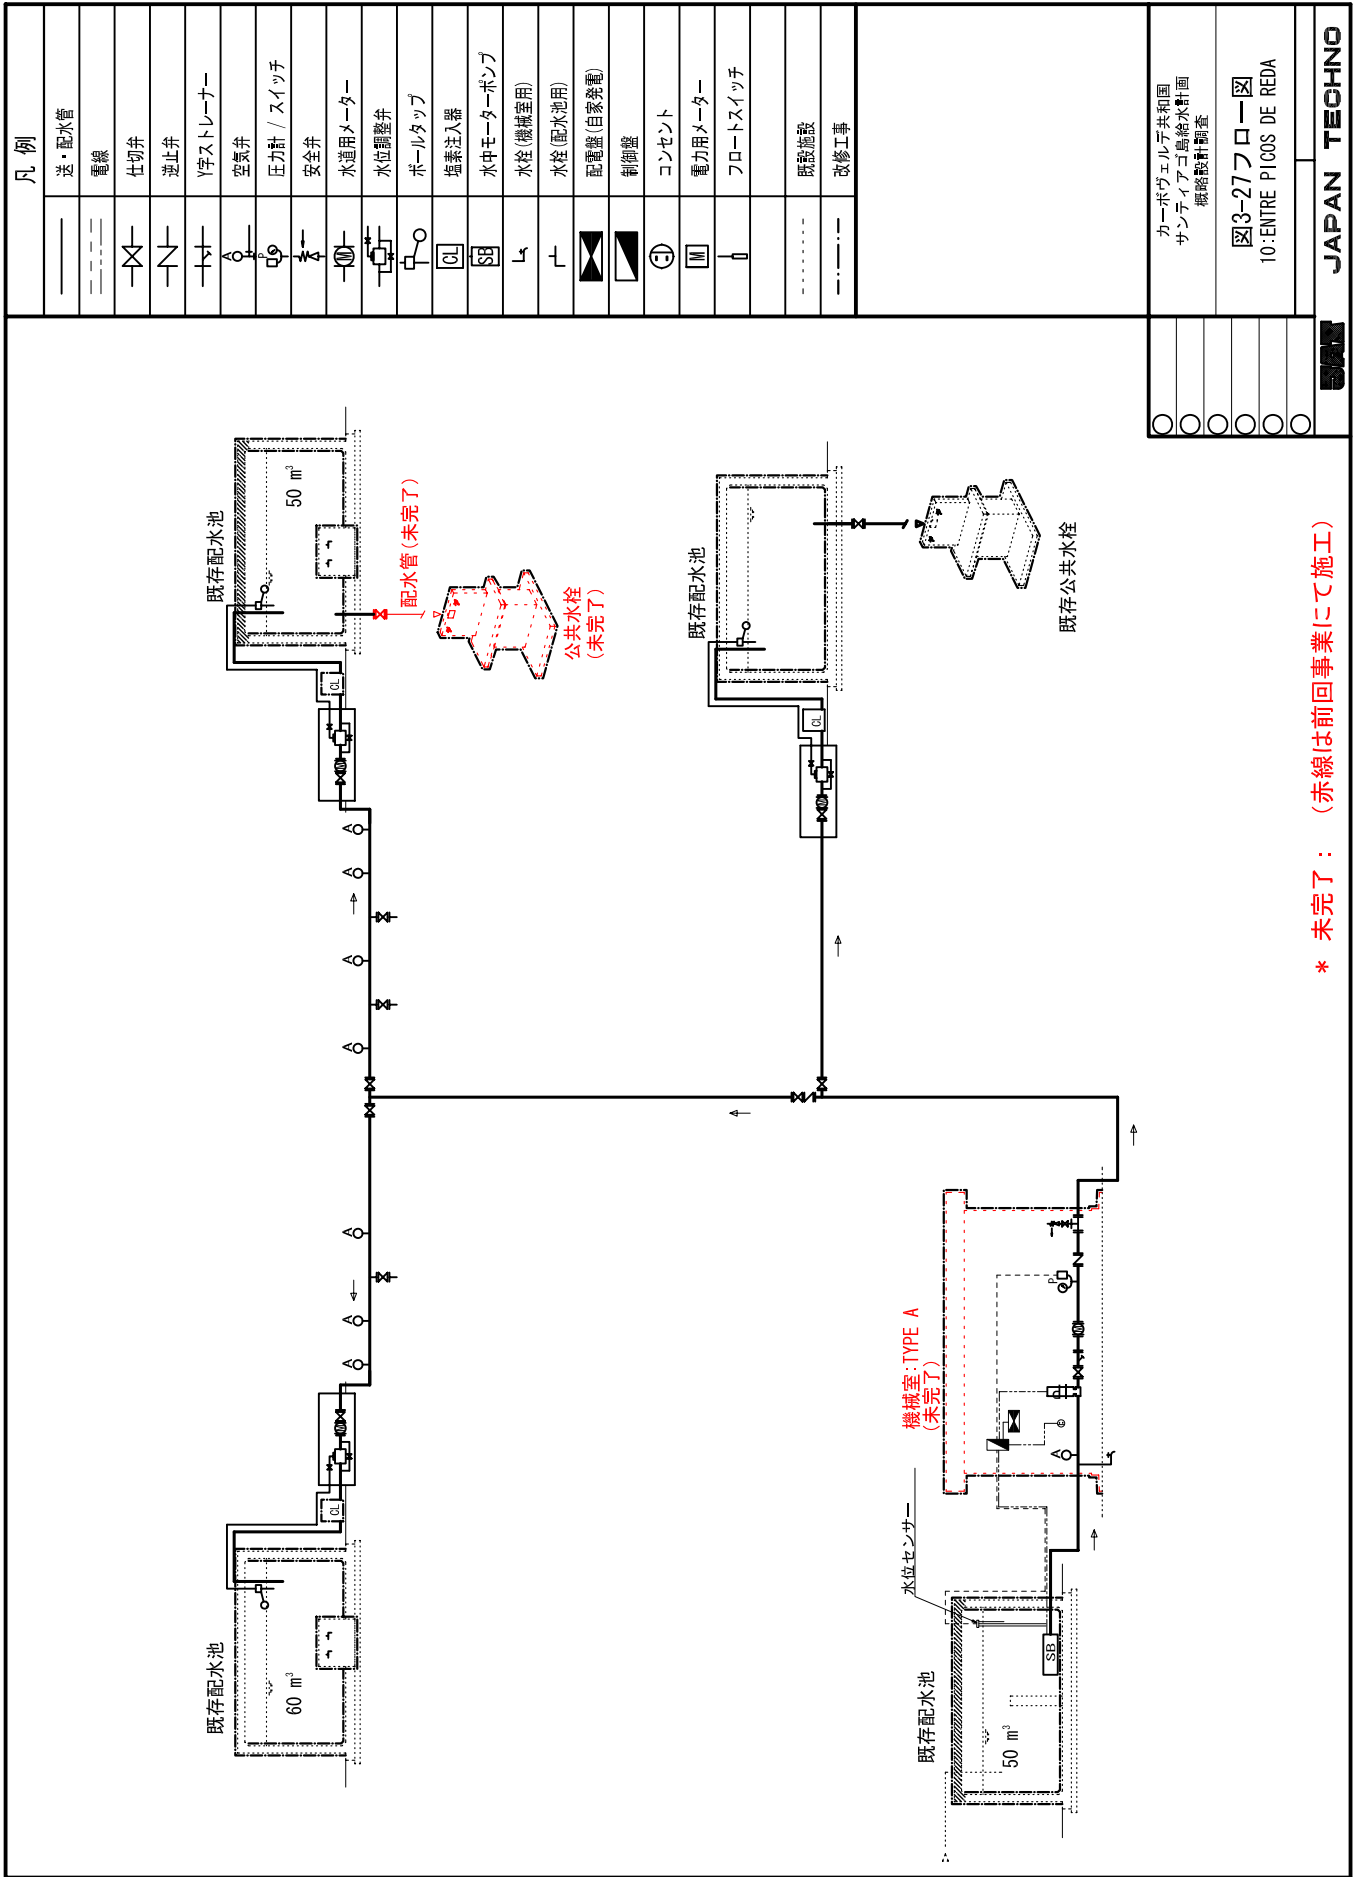 凡 例
送・配水管
電線
仕切弁
逆止弁
Y字ストレーナー
空気弁
A
圧力計 / スイッチ
P
安全弁
水道用メーター
M
水位調整弁
ボールタップ
塩素注入器
CL
水中モーターポンプ
SB
水栓(機械室用)
水栓(配水池用)
配電盤(自家発電)
制御盤
コンセント
電力用メーター
M
フロートスイッチ
既設施設
改修工事
カーボヴェルデ共和国
サンティアゴ島給水計画
概略設計調査
図3-27フロー図
10:ENTRE PICOS DE REDA
JAPAN TECHNO
既存配水池
60 m³
CL
A
A
A
A
A
A
A
CL
既存配水池
50 m³
配水管(未完了)
公共水栓
(未完了)
既存配水池
CL
既存公共水栓
既存配水池
50 m³
SB
水位センサー
機械室:TYPE A
(未完了)
A
P
M
* 未完了： (赤線は前回事業にて施工)